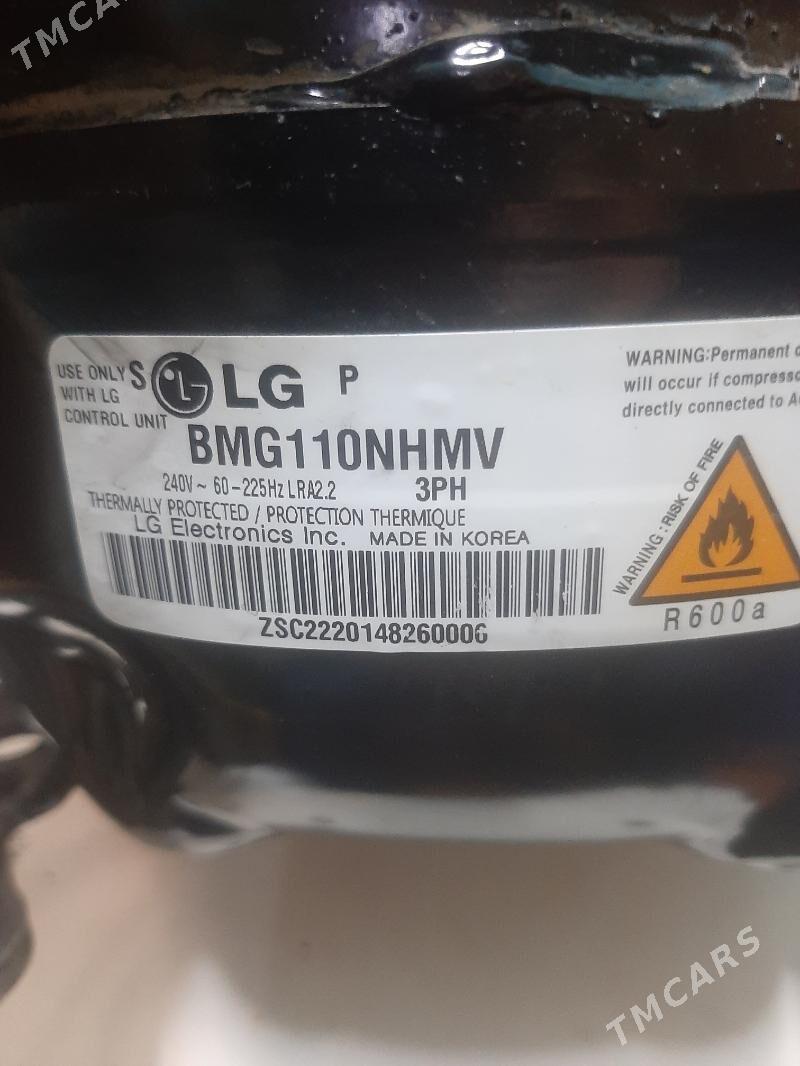 TMCARS
USE ONLY
WITH LG
CONTROL UNIT
S LG P
BMG110NHMV
240V ~ 60-225Hz LRA2.2 3PH
THERMALLY PROTECTED / PROTECTION THERMIQUE
LG Electronics Inc. MADE IN KOREA
ZSC2220148260006
WARNING:Permanent
will occur if
directly connected to
WARNING : RISK OF FIRE
R600a
TMCARS